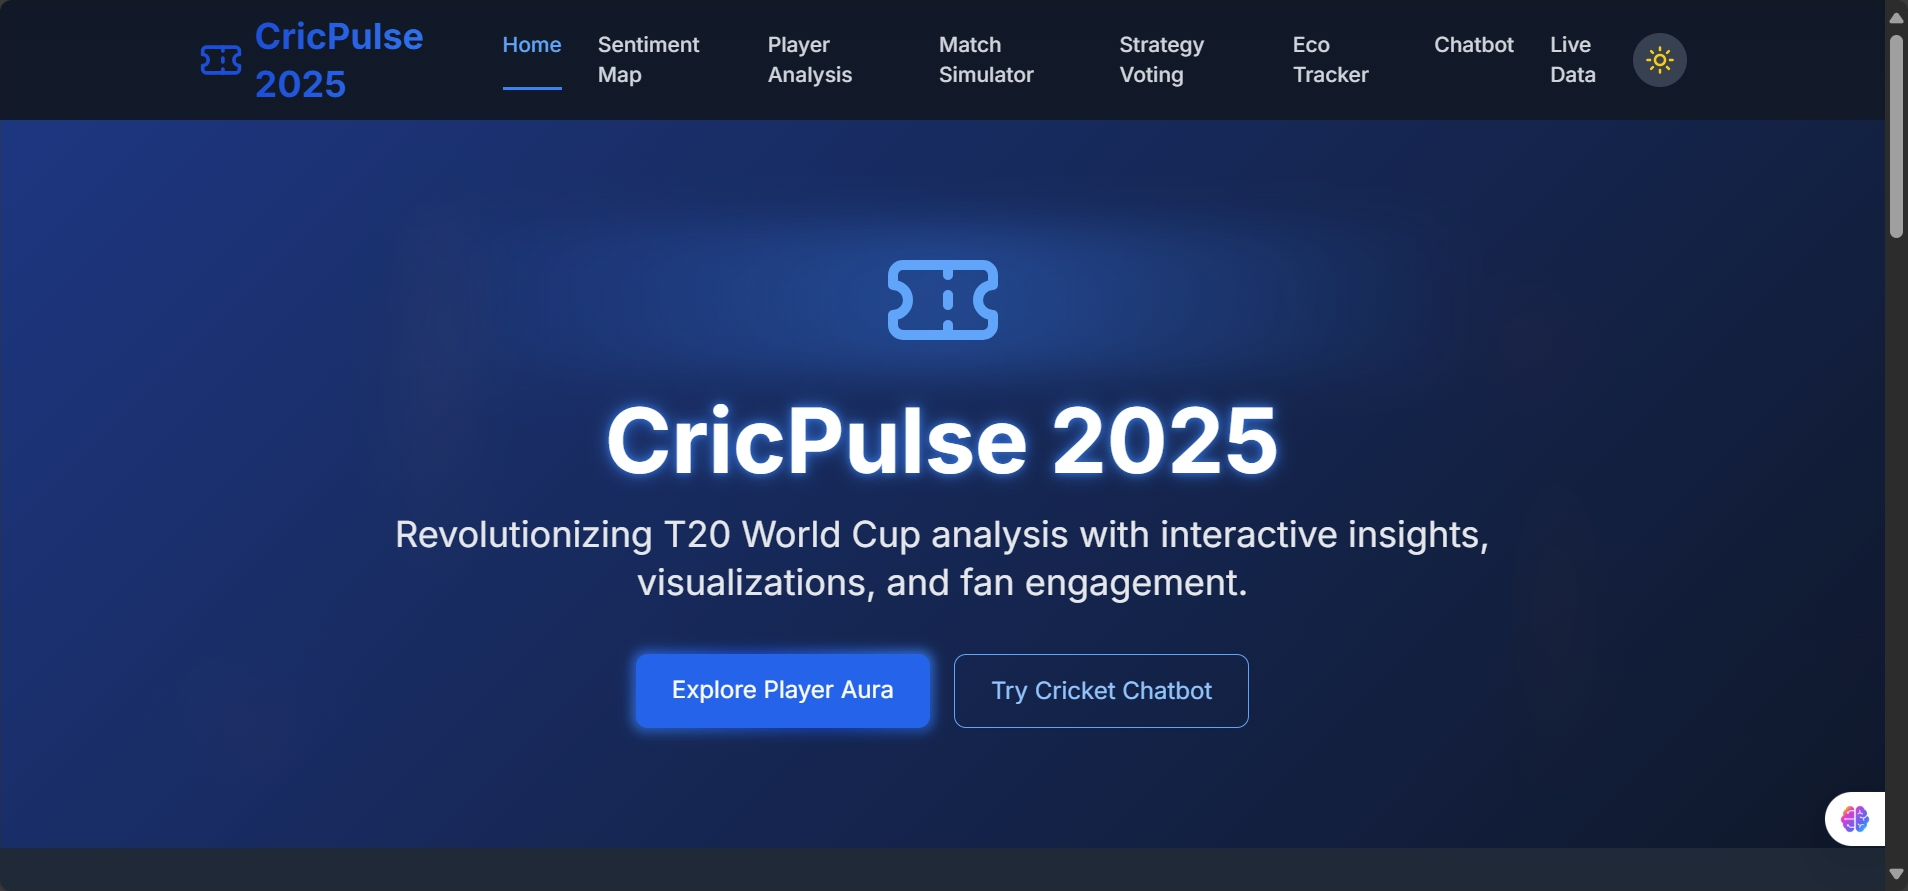 CricPulse
2025
Home
Sentiment
Map
Player
Analysis
Match
Simulator
Strategy
Voting
Eco
Tracker
Chatbot
Live
Data
CricPulse 2025
Revolutionizing T20 World Cup analysis with interactive insights,
visualizations, and fan engagement.
Explore Player Aura
Try Cricket Chatbot